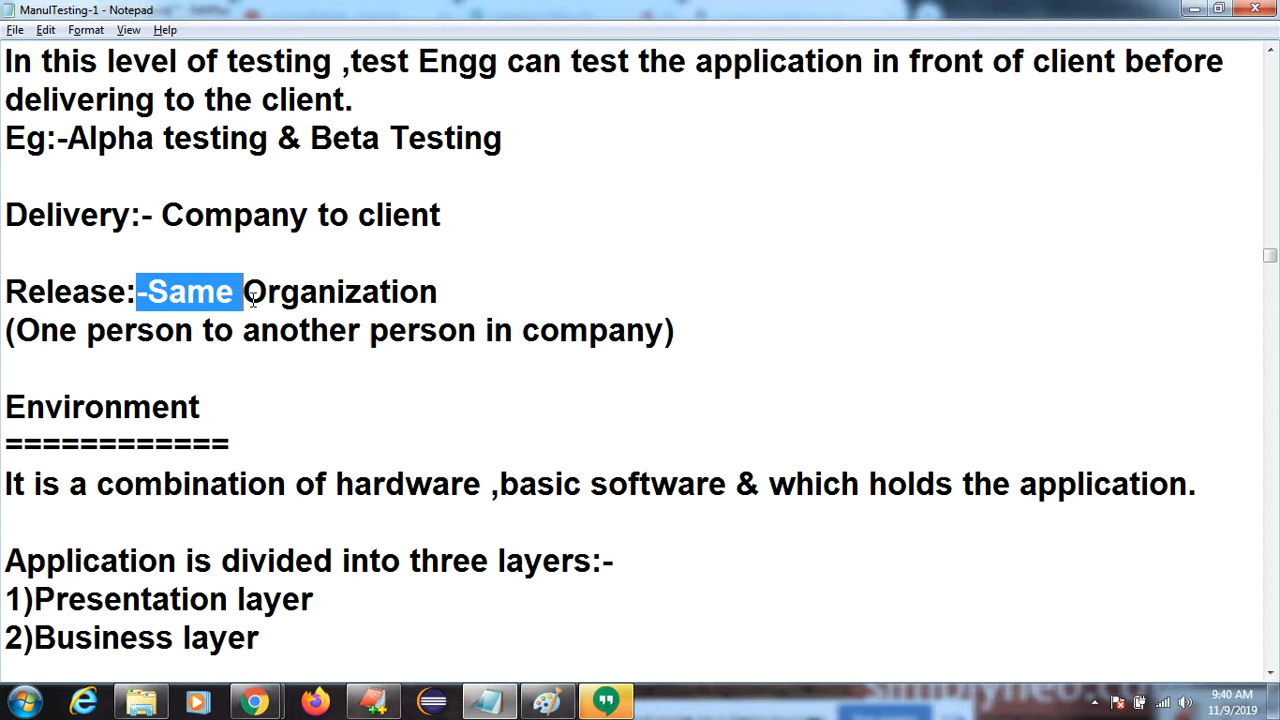 ManulTesting-1 - Notepad
File Edit Format View Help
In this level of testing ,test Engg can test the application in front of client before
delivering to the client.
Eg:-Alpha testing & Beta Testing
Delivery:- Company to client
Release:-Same Organization
(One person to another person in company)
Environment
============
It is a combination of hardware ,basic software & which holds the application.
Application is divided into three layers:-
1)Presentation layer
2)Business layer
9:40 AM
11/9/2019